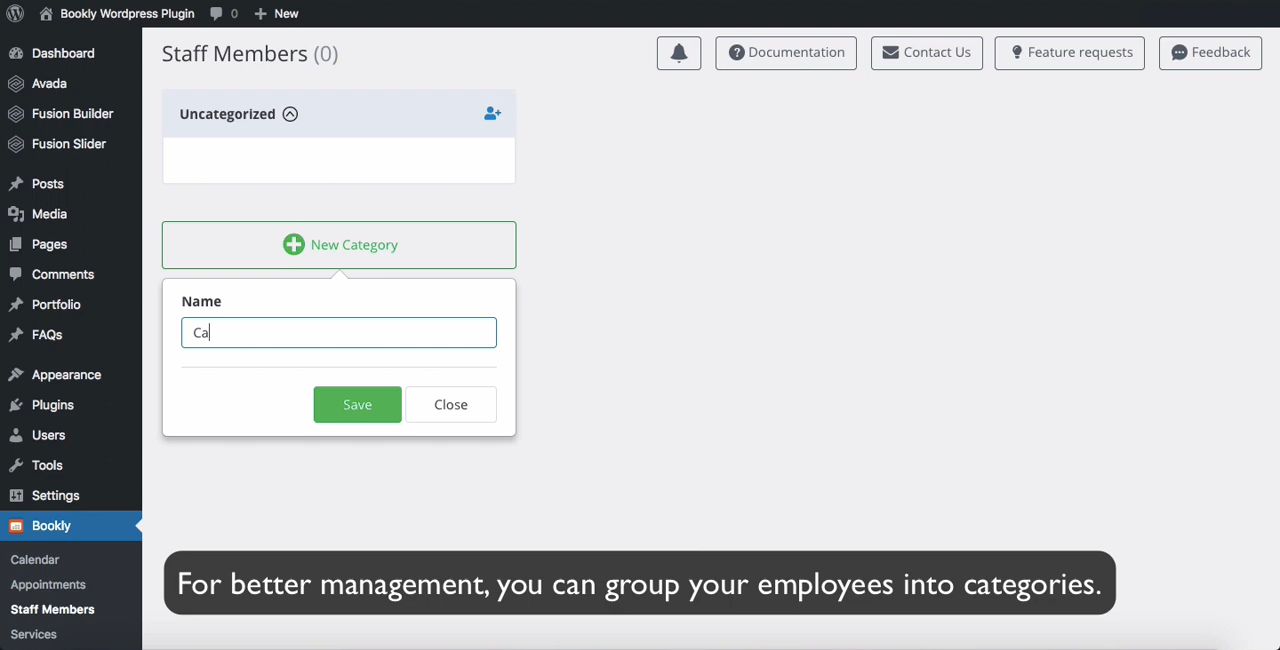 Bookly Wordpress Plugin 0 New
Dashboard
Avada
Fusion Builder
Fusion Slider
Posts
Media
Pages
Comments
Portfolio
FAQs
Appearance
Plugins
Users
Tools
Settings
Bookly
Calendar
Appointments
Staff Members
Services
Staff Members (0)
Documentation
Contact Us
Feature requests
Feedback
Uncategorized
New Category
Name
Ca
Save
Close
For better management, you can group your employees into categories.